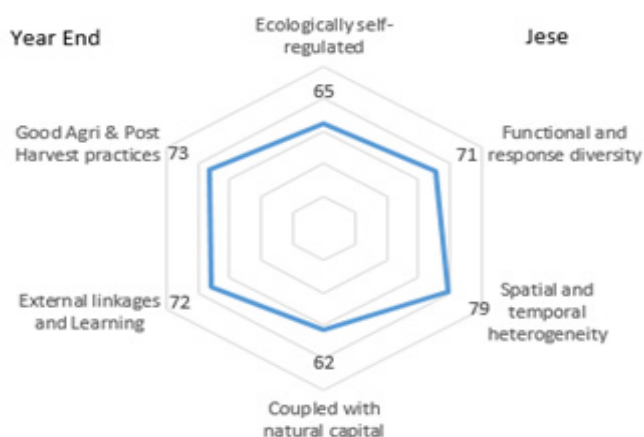 Year End
Jese
Ecologically self-
regulated
65
Good Agri & Post
Harvest practices
73
Functional and
response diversity
71
External linkages
and Learning
72
Spatial and
temporal
heterogeneity
79
62
Coupled with
natural capital